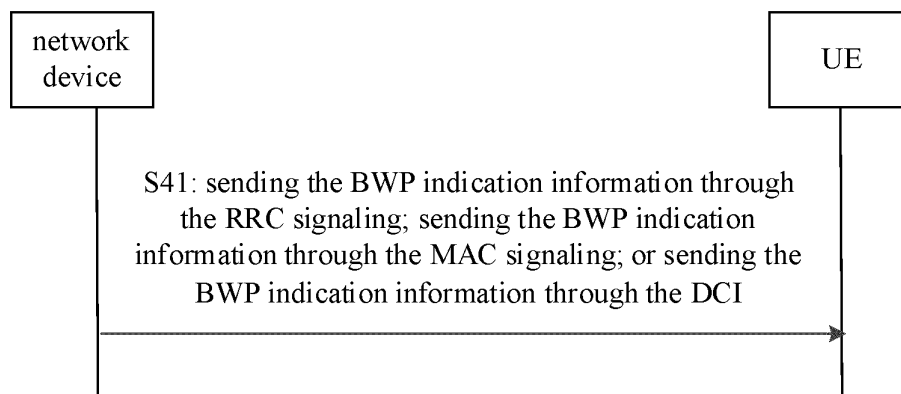 network
device
UE
S41: sending the BWP indication information through
the RRC signaling; sending the BWP indication
information through the MAC signaling; or sending the
BWP indication information through the DCI